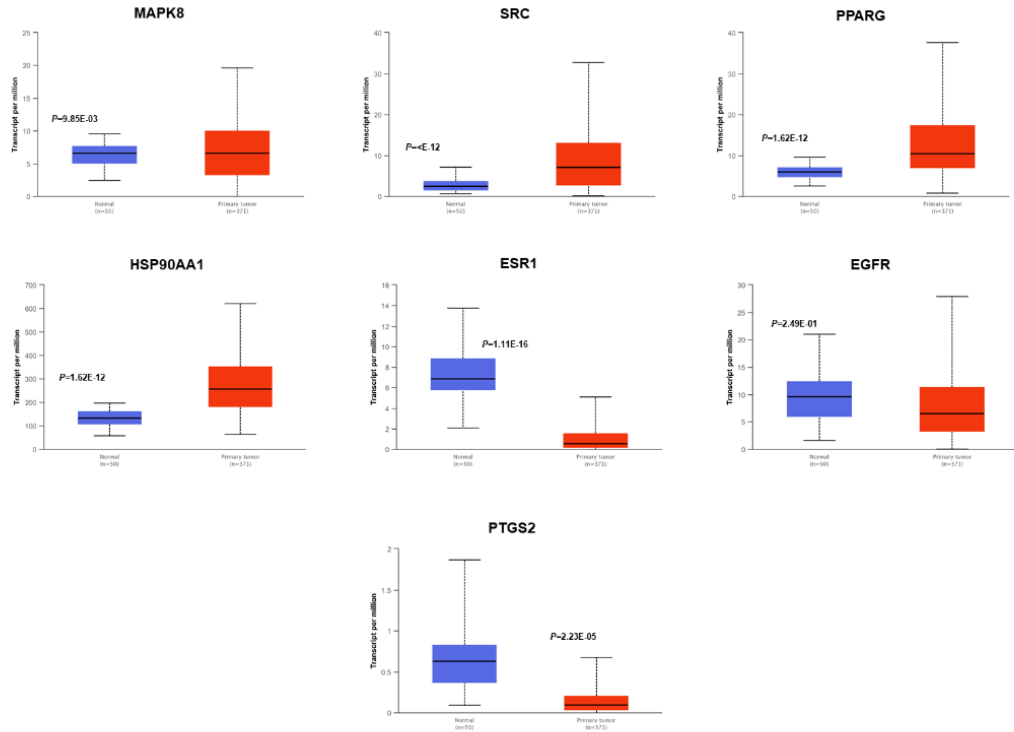 MAPK8
Transcript per million
25
20
15
10
5
0
P=9.85E-03
Normal
(n=50)
Primary tumor
(n=371)
SRC
Transcript per million
40
30
20
10
0
P=<E-12
Normal
(n=50)
Primary tumor
(n=371)
PPARG
Transcript per million
40
30
20
10
0
P=1.62E-12
Normal
(n=50)
Primary tumor
(n=371)
HSP90AA1
Transcript per million
700
600
500
400
300
200
100
0
P=1.62E-12
Normal
(n=50)
Primary tumor
(n=371)
ESR1
Transcript per million
16
14
12
10
8
6
4
2
0
P=1.11E-16
Normal
(n=50)
Primary tumor
(n=371)
EGFR
Transcript per million
30
25
20
15
10
5
0
P=2.49E-01
Normal
(n=50)
Primary tumor
(n=371)
PTGS2
Transcript per million
2
1.5
1
0.5
0
P=2.23E-05
Normal
(n=50)
Primary tumor
(n=371)